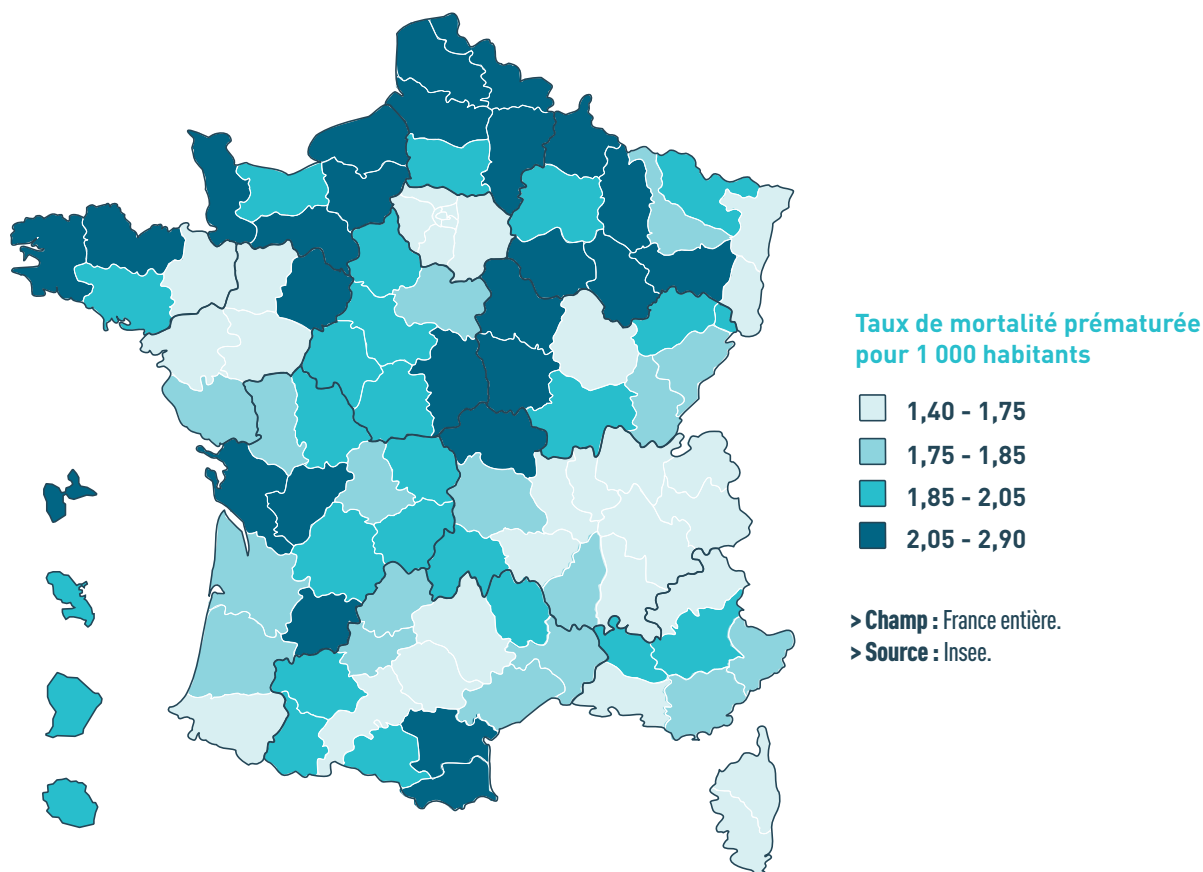 Taux de mortalité prématurée
pour 1 000 habitants
1,40 - 1,75
1,75 - 1,85
1,85 - 2,05
2,05 - 2,90
> Champ : France entière.
> Source : Insee.